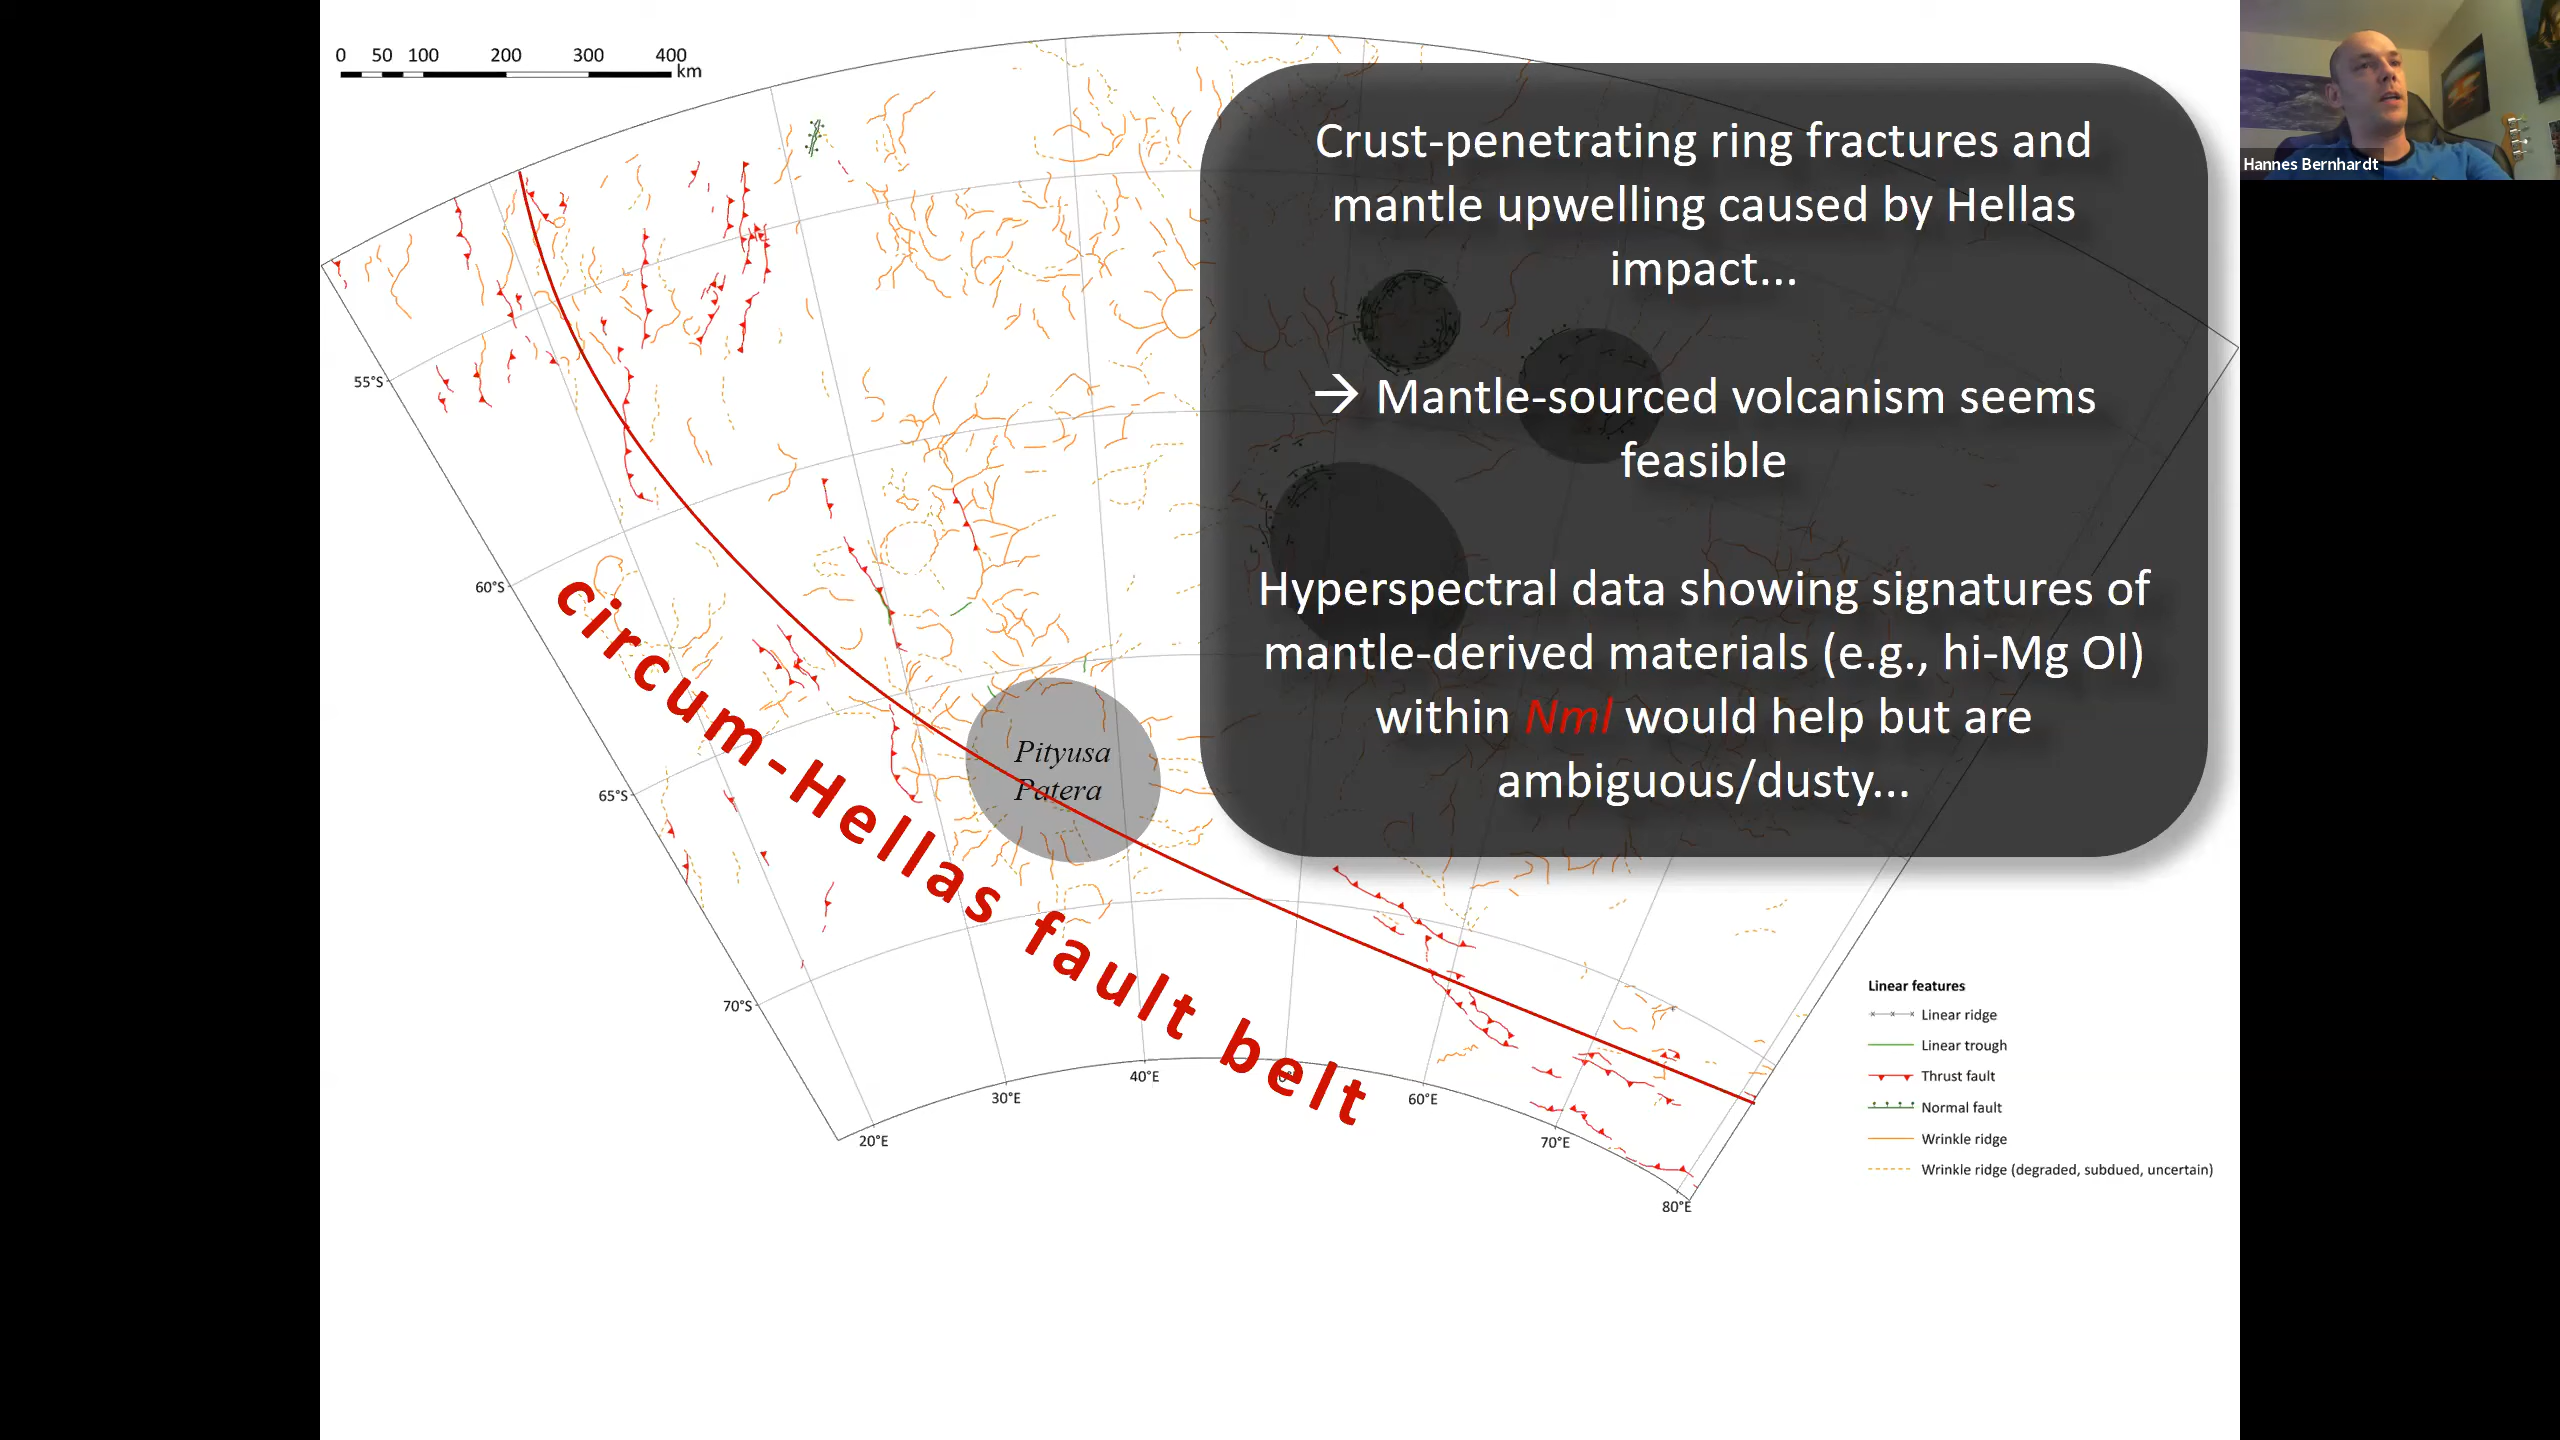 0 50 100 200 300 400
km
Hannes Bernhardt
Crust-penetrating ring fractures and
mantle upwelling caused by Hellas
impact...
→ Mantle-sourced volcanism seems
feasible
Hyperspectral data showing signatures of
mantle-derived materials (e.g., hi-Mg Ol)
within Nml would help but are
ambiguous/dusty...
55°S
60°S
65°S
70°S
circum-Hellas fault belt
Pityusa
Patera
20°E
30°E
40°E
60°E
70°E
80°E
Linear features
Linear ridge
Linear trough
Thrust fault
Normal fault
Wrinkle ridge
Wrinkle ridge (degraded, subdued, uncertain)